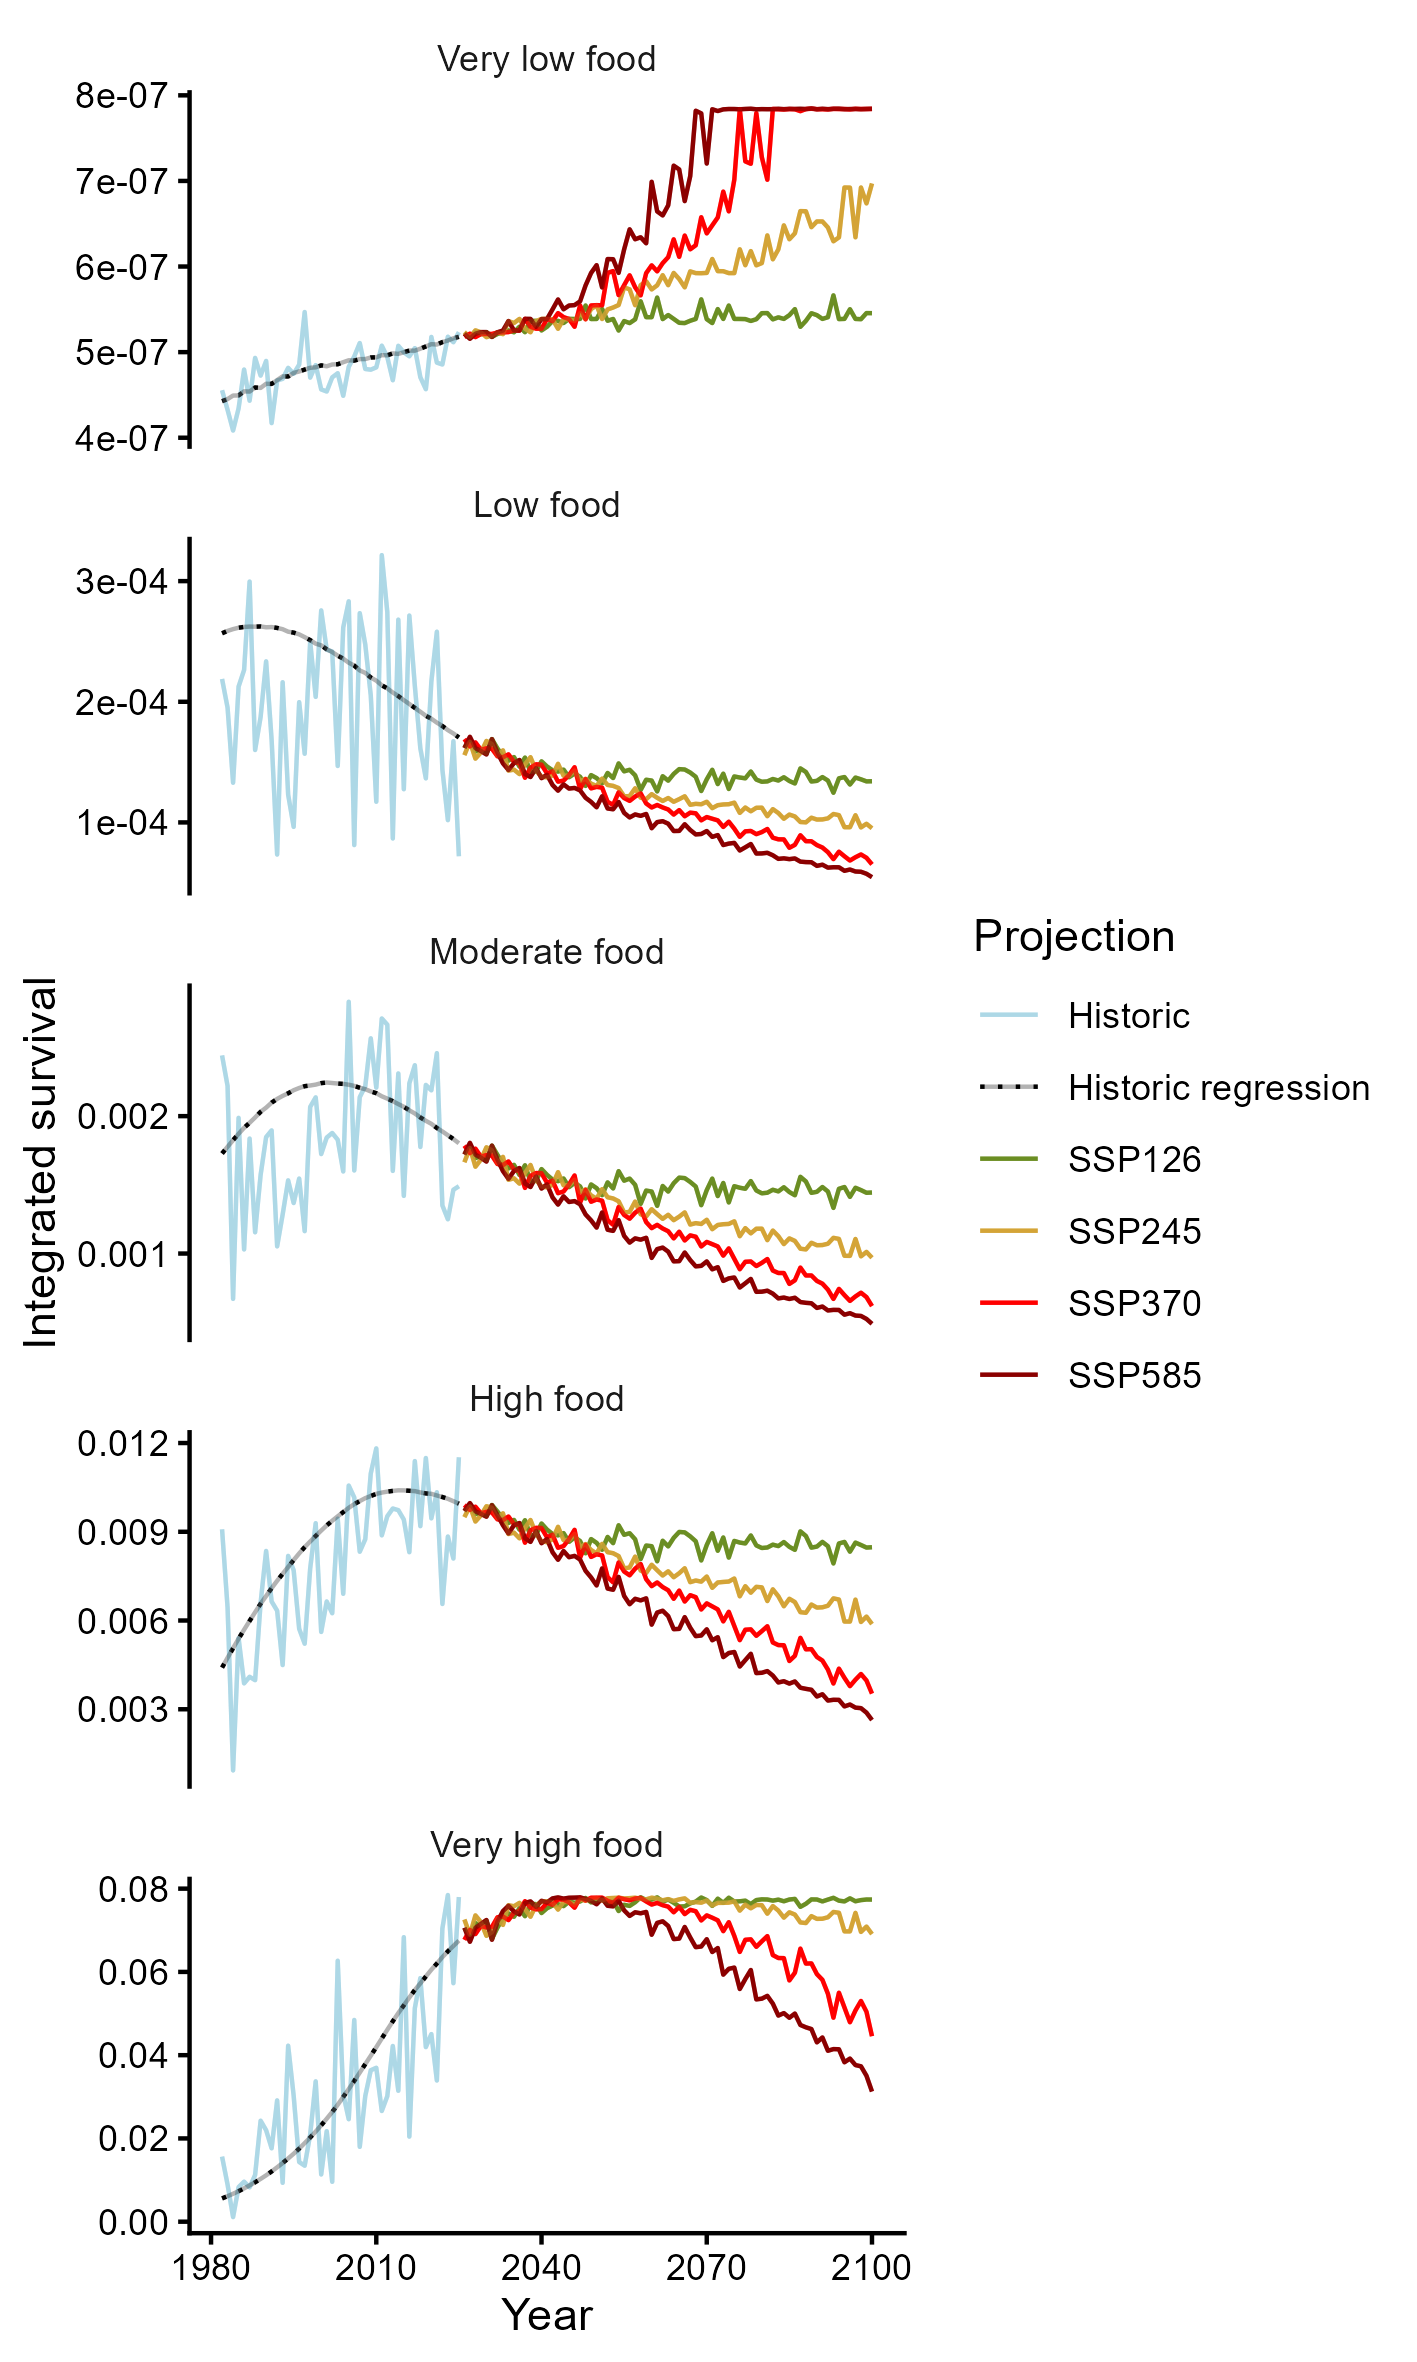 Very low food
8e-07
7e-07
6e-07
5e-07
4e-07
Low food
3e-04
2e-04
1e-04
Moderate food
0.002
0.001
High food
0.012
0.009
0.006
0.003
Very high food
0.08
0.06
0.04
0.02
0.00
1980 2010 2040 2070 2100
Year
Integrated survival
Projection
Historic
Historic regression
SSP126
SSP245
SSP370
SSP585